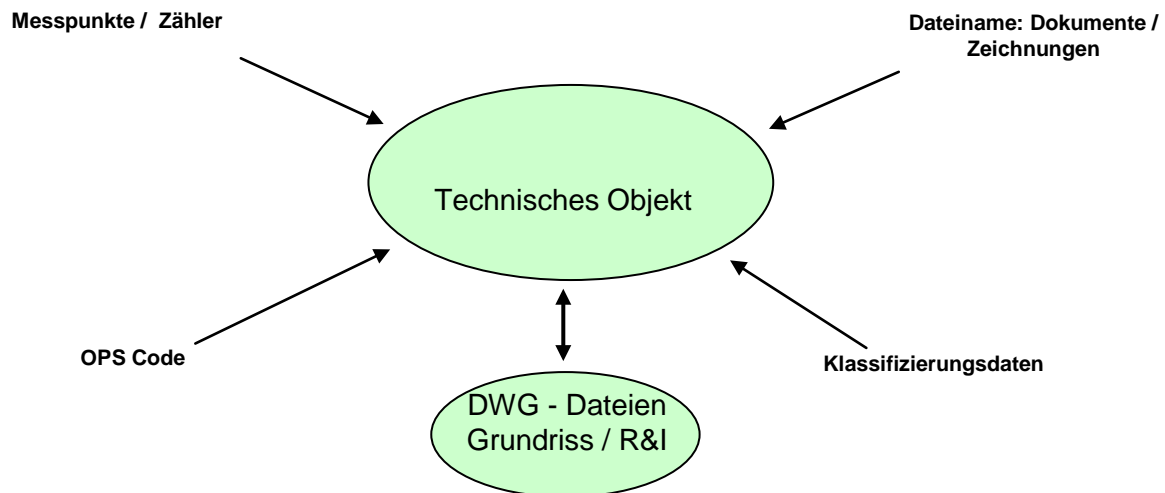 Messpunkte / Zähler
Dateiname: Dokumente /
Zeichnungen
Technisches Objekt
OPS Code
Klassifizierungsdaten
DWG - Dateien
Grundriss / R&I